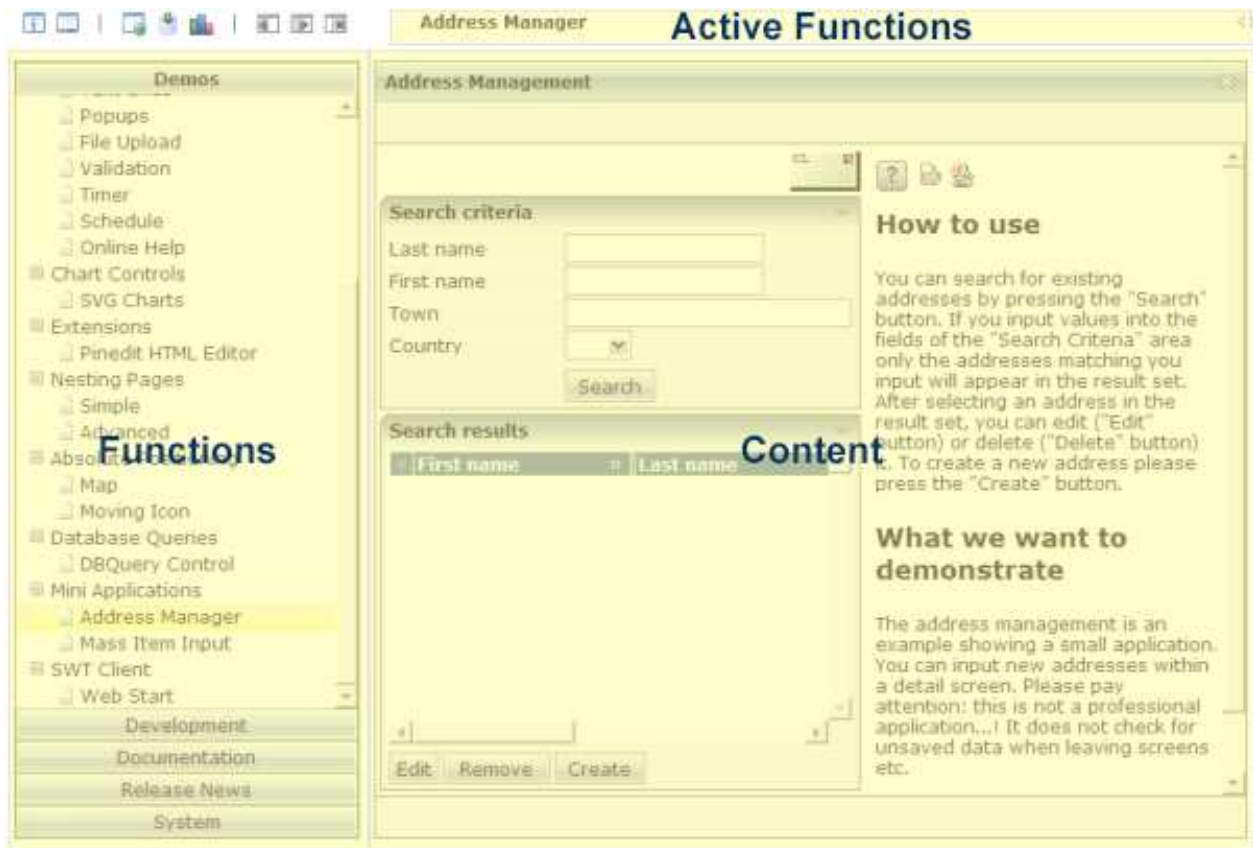 Address Manager
Active Functions
Demos
Popups
File Upload
Validation
Timer
Schedule
Online Help
Chart Controls
SVG Charts
Extensions
Pinedit HTML Editor
Nesting Pages
Simple
Advanced
Functions
Map
Moving Icon
Database Queries
DBQuery Control
Mini Applications
Address Manager
Mass Item Input
SWT Client
Web Start
Development
Documentation
Release News
System
Address Management
Search criteria
Last name
First name
Town
Country
Search
Search results
Content
First name
Last name
Edit Remove Create
?
How to use
You can search for existing
addresses by pressing the "Search"
button. If you input values into the
fields of the "Search Criteria" area
only the addresses matching you
input will appear in the result set.
After selecting an address in the
result set, you can edit ("Edit"
button) or delete ("Delete" button)
it. To create a new address please
press the "Create" button.
What we want to
demonstrate
The address management is an
example showing a small application.
You can input new addresses within
a detail screen. Please pay
attention: this is not a professional
application...! It does not check for
unsaved data when leaving screens
etc.